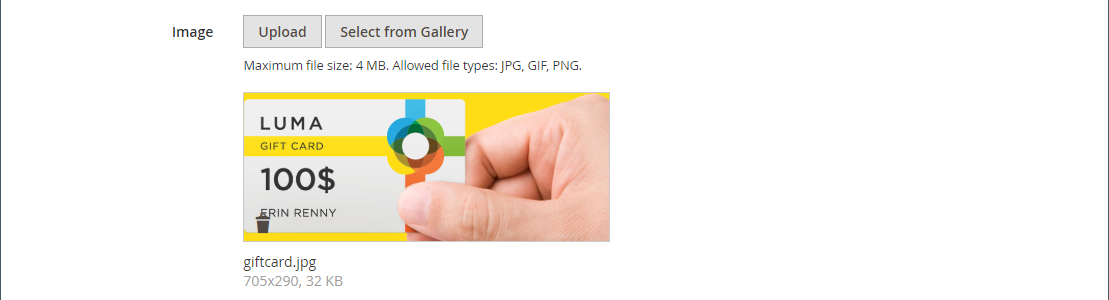 Image
Upload
Select from Gallery
Maximum file size: 4 MB. Allowed file types: JPG, GIF, PNG.
LUMA
GIFT CARD
100$
ERIN RENNY
giftcard.jpg
705x290, 32 KB